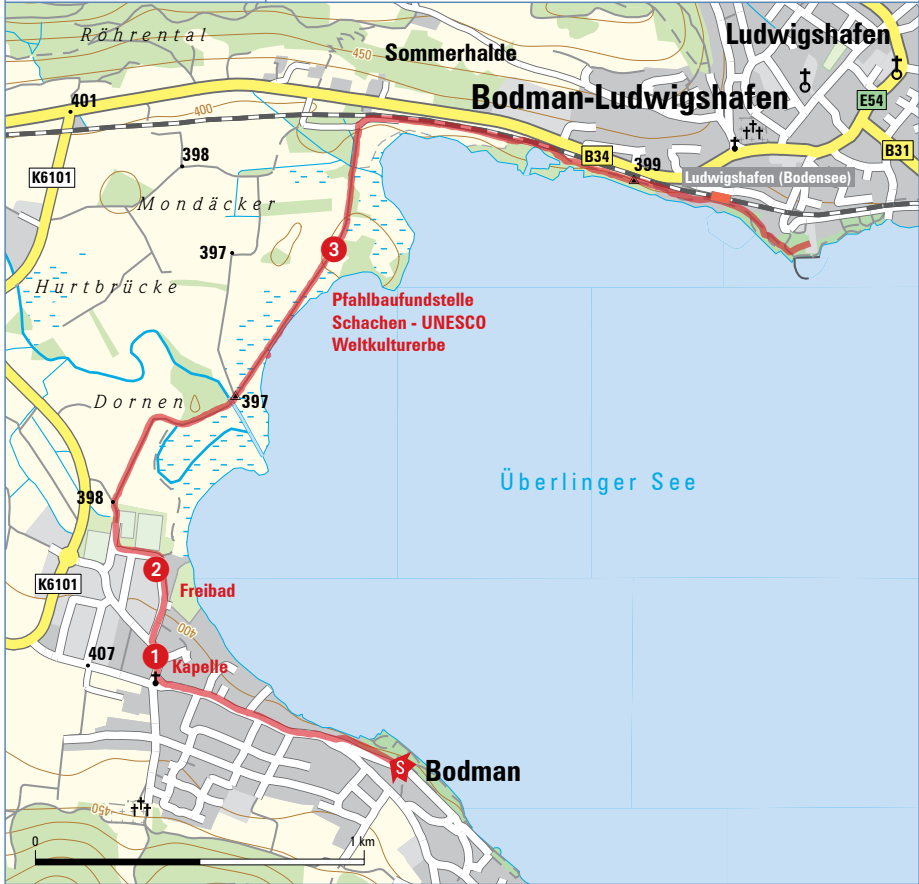 Röhrental
450
Sommerhalde
Ludwigshafen
Bodman-Ludwigshafen
401
400
E54
398
B34
399
B31
K6101
Ludwigshafen (Bodensee)
Mondäcker
397
3
Hurtbrücke
Pfahlbaufundstelle
Schachen - UNESCO
Weltkulturerbe
Dornen
397
Überlinger See
398
2
K6101
Freibad
400
407
1
Kapelle
S
Bodman
450
0
1 km